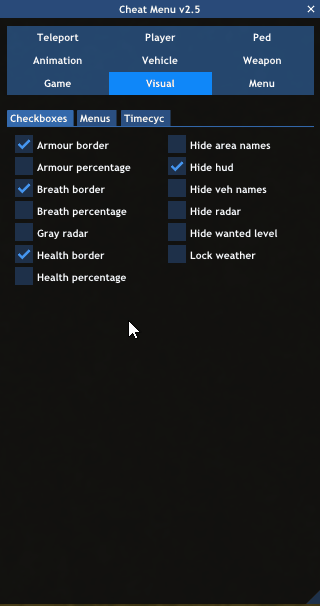 Cheat Menu v2.5
Teleport Player Ped
Animation Vehicle Weapon
Game Visual Menu
Checkboxes Menus Timecyc
Armour border Hide area names
Armour percentage Hide hud
Breath border Hide veh names
Breath percentage Hide radar
Gray radar Hide wanted level
Health border Lock weather
Health percentage